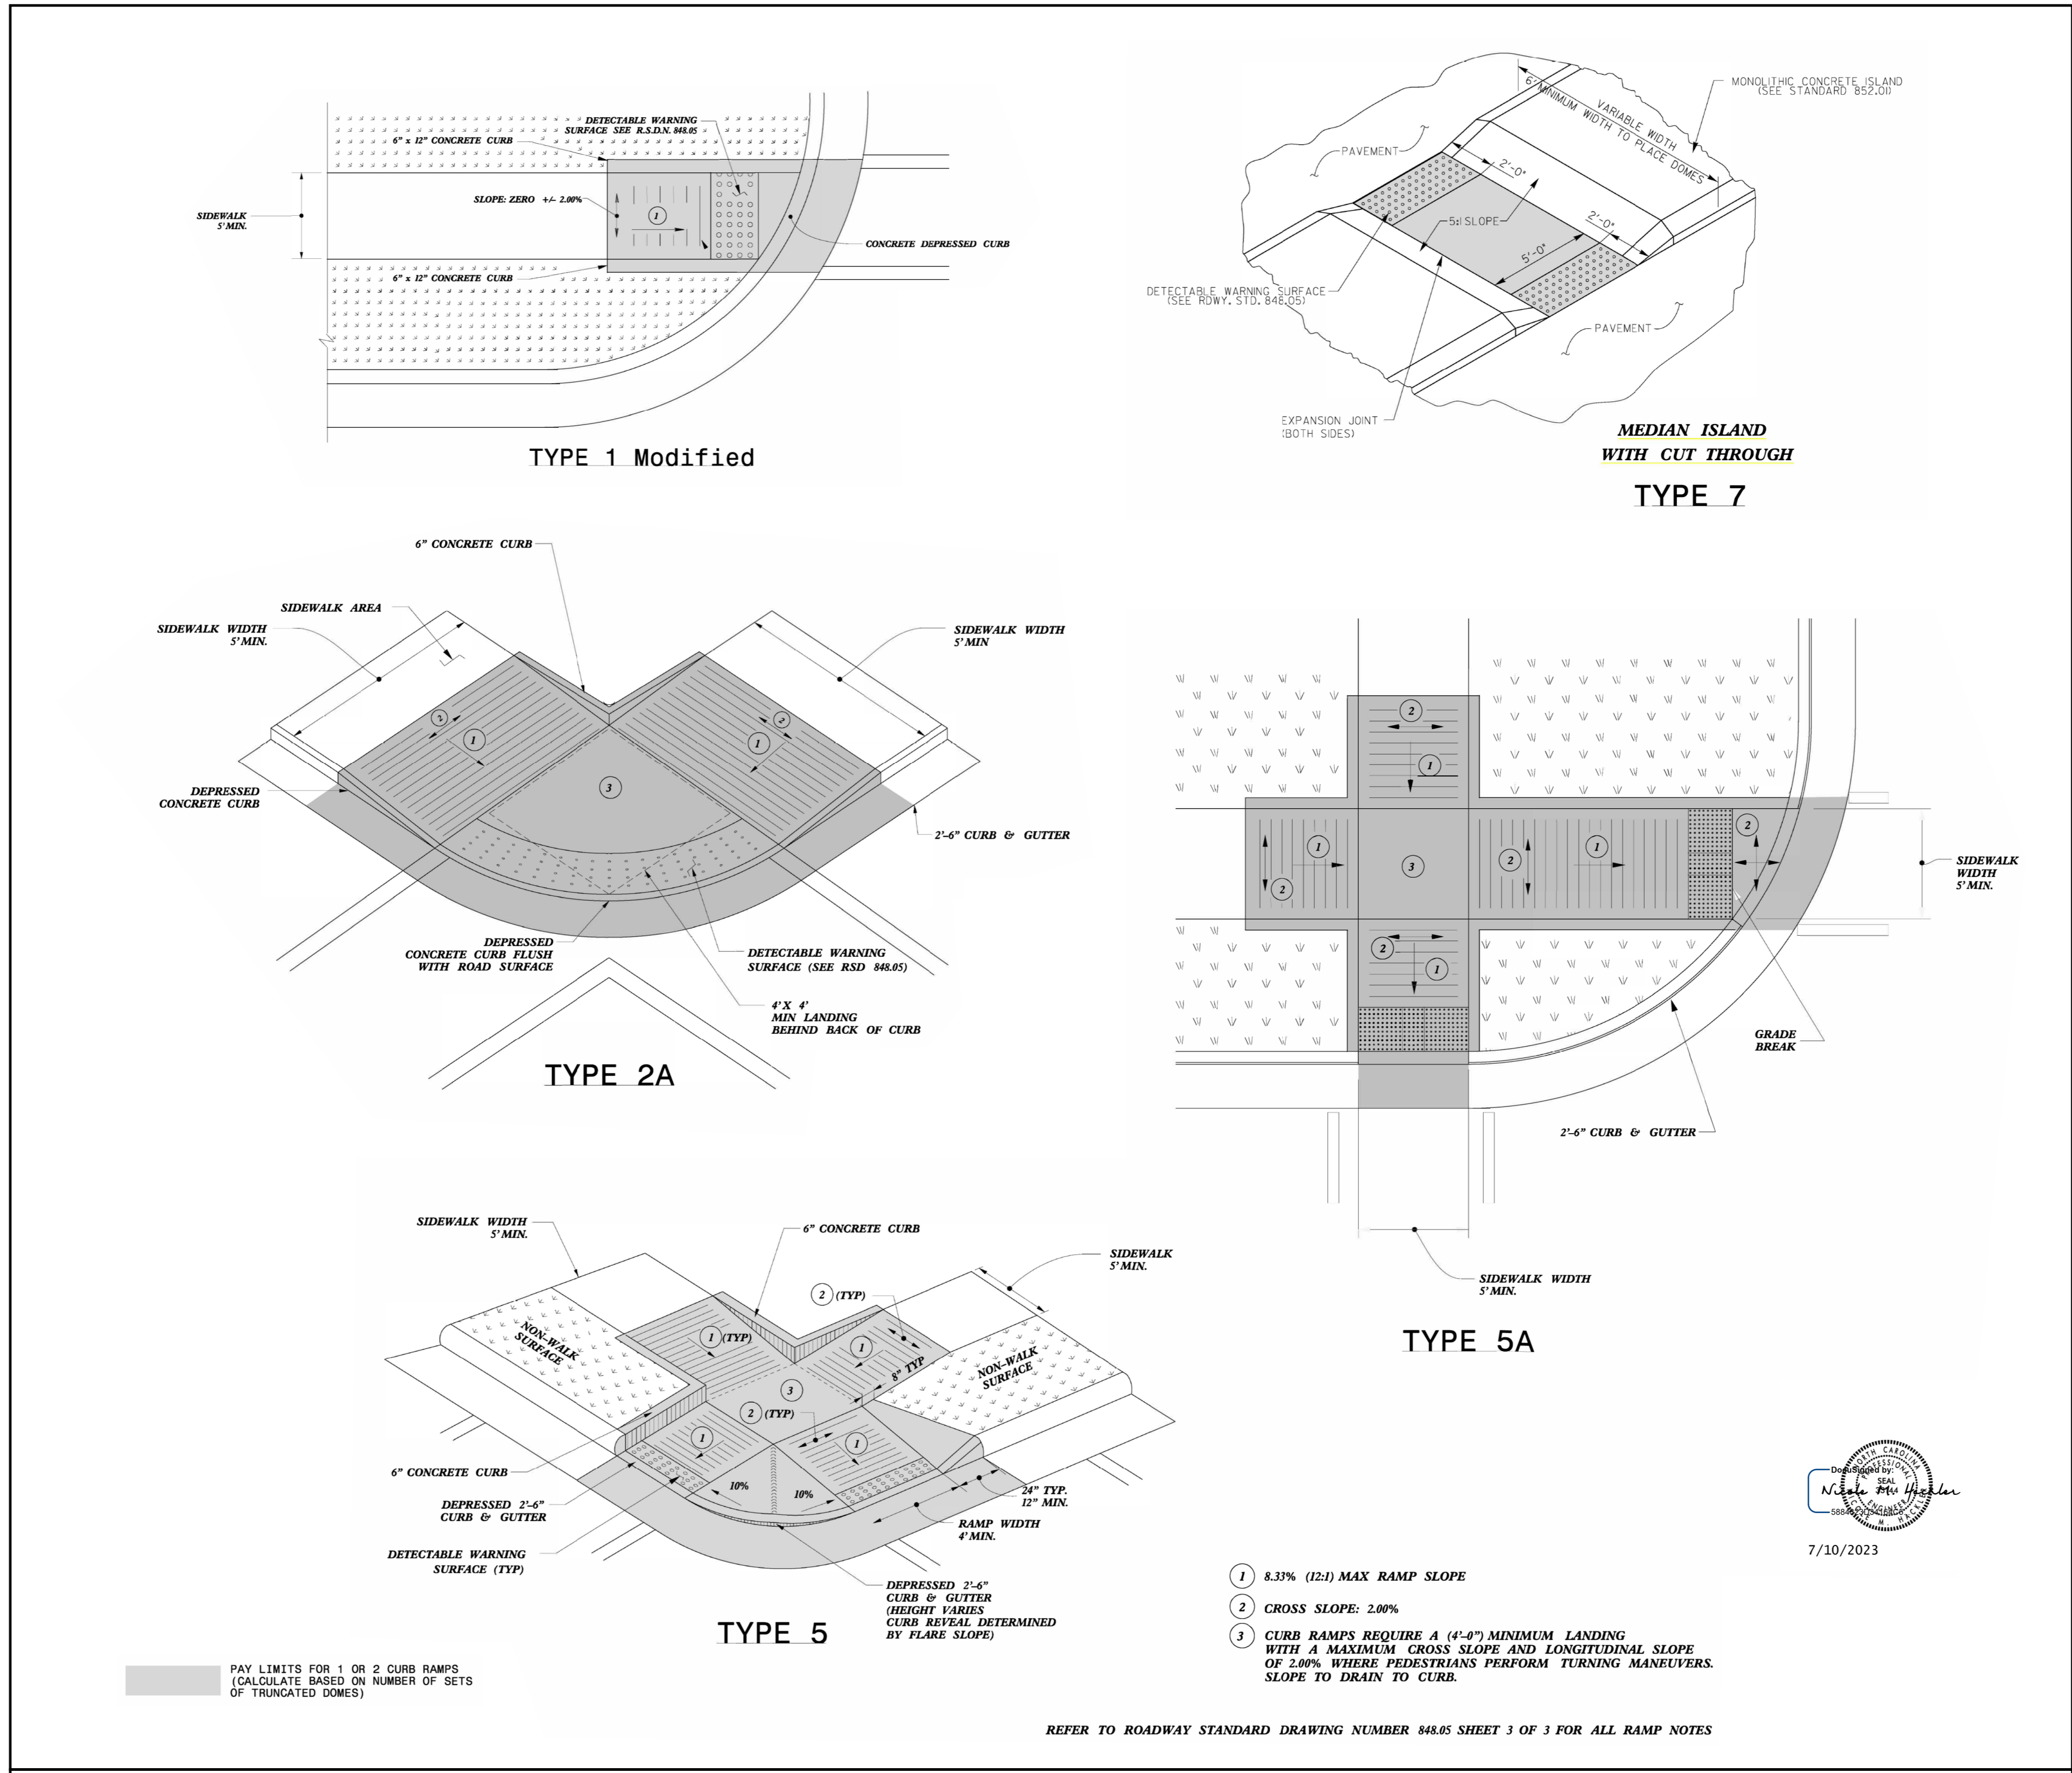 DETECTABLE WARNING
SURFACE SEE R.S.D.N. 848.05
6" x 12" CONCRETE CURB
SLOPE: ZERO +/- 2.00%
SIDEWALK
5' MIN.
1
CONCRETE DEPRESSED CURB
6" x 12" CONCRETE CURB
TYPE 1 Modified
MONOLITHIC CONCRETE ISLAND
(SEE STANDARD 852.01)
VARIABLE WIDTH
6' MINIMUM WIDTH TO PLACE DOMES
PAVEMENT
2'-0"
5:1 SLOPE
2'-0"
5'-0"
DETECTABLE WARNING SURFACE
(SEE RDWY. STD. 848.05)
PAVEMENT
EXPANSION JOINT
(BOTH SIDES)
MEDIAN ISLAND
WITH CUT THROUGH
TYPE 7
6" CONCRETE CURB
SIDEWALK AREA
SIDEWALK WIDTH
5' MIN.
SIDEWALK WIDTH
5' MIN
2
1
2
1
3
DEPRESSED
CONCRETE CURB
2'-6" CURB & GUTTER
DEPRESSED
CONCRETE CURB FLUSH
WITH ROAD SURFACE
DETECTABLE WARNING
SURFACE (SEE RSD 848.05)
4' X 4'
MIN LANDING
BEHIND BACK OF CURB
TYPE 2A
2
1
1
2
3
2
1
2
2
1
SIDEWALK
WIDTH
5' MIN.
GRADE
BREAK
2'-6" CURB & GUTTER
SIDEWALK WIDTH
5' MIN.
TYPE 5A
SIDEWALK WIDTH
5' MIN.
6" CONCRETE CURB
SIDEWALK
5' MIN.
2 (TYP)
NON-WALK
SURFACE
1 (TYP)
1
8" TYP
NON-WALK
SURFACE
3
2 (TYP)
1
1
6" CONCRETE CURB
10%
10%
24" TYP.
12" MIN.
DEPRESSED 2'-6"
CURB & GUTTER
RAMP WIDTH
4' MIN.
DETECTABLE WARNING
SURFACE (TYP)
DEPRESSED 2'-6"
CURB & GUTTER
(HEIGHT VARIES
CURB REVEAL DETERMINED
BY FLARE SLOPE)
TYPE 5
PAY LIMITS FOR 1 OR 2 CURB RAMPS
(CALCULATE BASED ON NUMBER OF SETS
OF TRUNCATED DOMES)
DocuSigned by:
NORTH CAROLINA
PROFESSIONAL
SEAL
ENGINEER
NICOLE M. HACKLER
7/10/2023
1 8.33% (12:1) MAX RAMP SLOPE
2 CROSS SLOPE: 2.00%
3 CURB RAMPS REQUIRE A (4'-0") MINIMUM LANDING
WITH A MAXIMUM CROSS SLOPE AND LONGITUDINAL SLOPE
OF 2.00% WHERE PEDESTRIANS PERFORM TURNING MANEUVERS.
SLOPE TO DRAIN TO CURB.
REFER TO ROADWAY STANDARD DRAWING NUMBER 848.05 SHEET 3 OF 3 FOR ALL RAMP NOTES